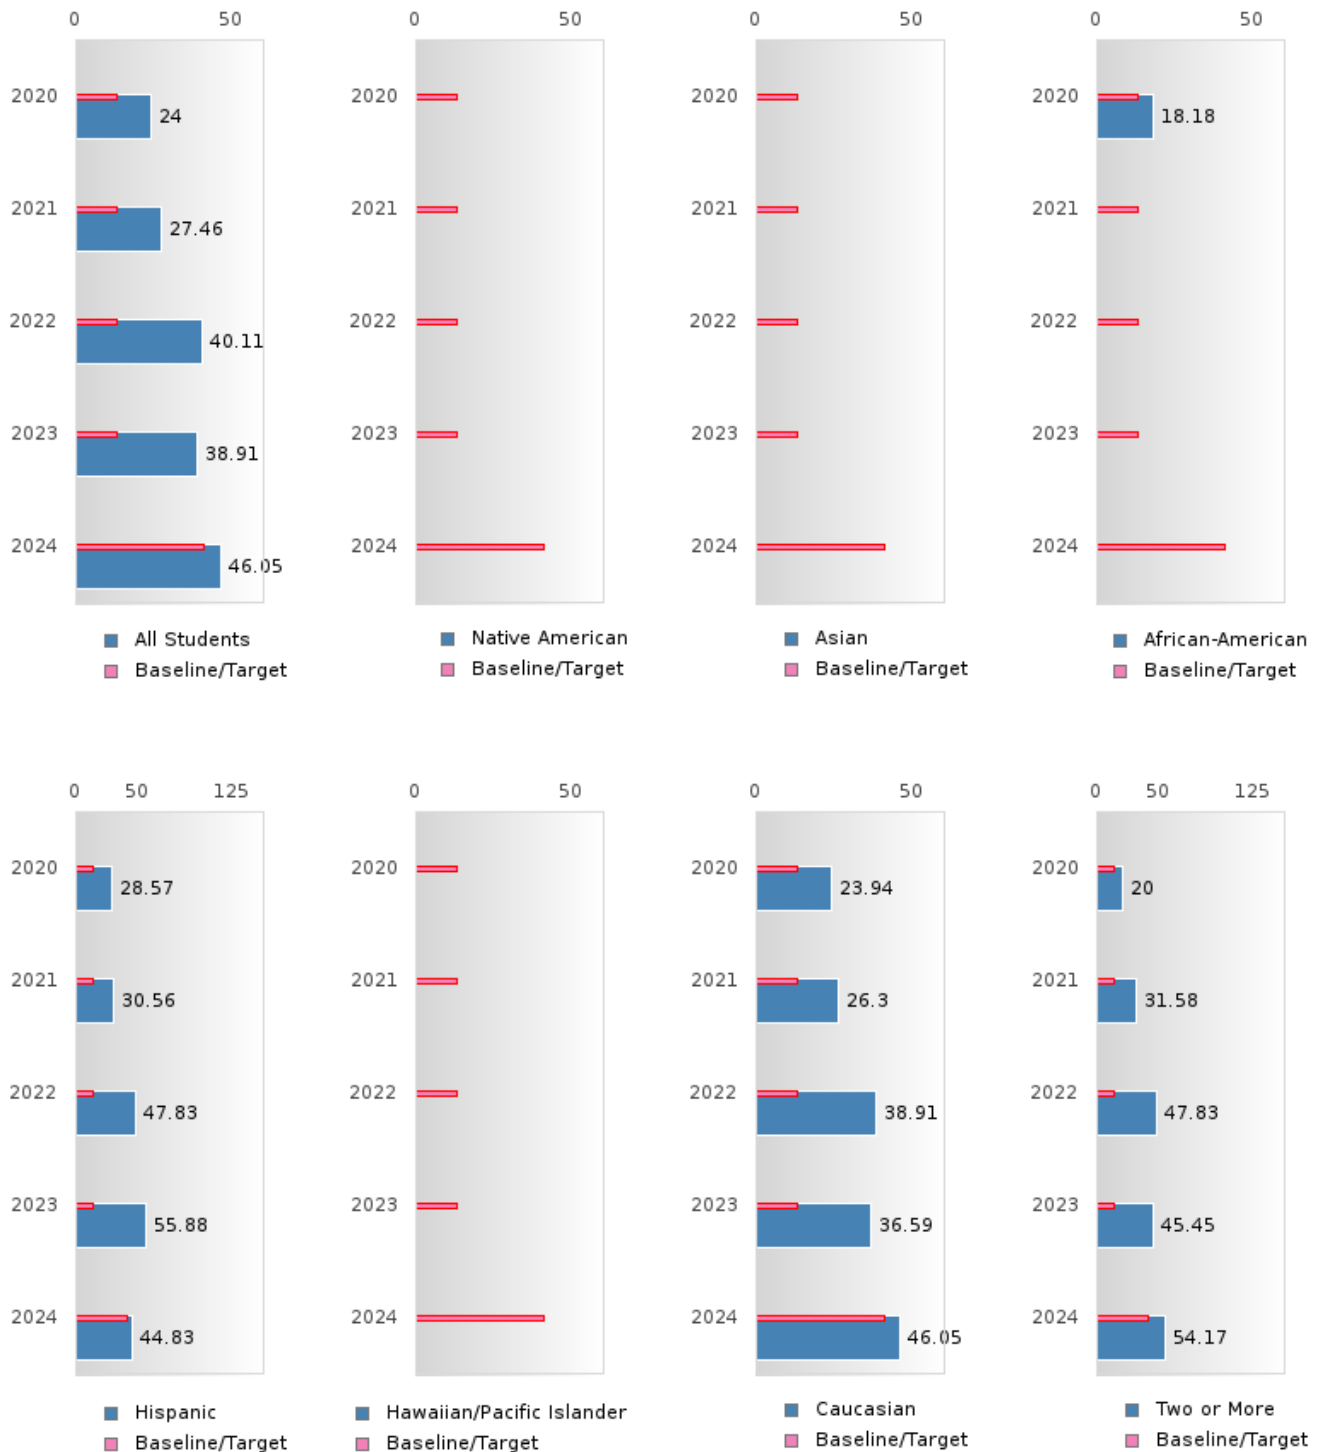 0 50 0 50 0 50 0 50
2020 24 2020 2020 2020 18.18
2021 27.46 2021 2021 2021
2022 40.11 2022 2022 2022
2023 38.91 2023 2023 2023
2024 46.05 2024 2024 2024
All Students Native American Asian African-American
Baseline/Target Baseline/Target Baseline/Target Baseline/Target
0 50 125 0 50 0 50 0 50 125
2020 28.57 2020 2020 23.94 2020 20
2021 30.56 2021 2021 26.3 2021 31.58
2022 47.83 2022 2022 38.91 2022 47.83
2023 55.88 2023 2023 36.59 2023 45.45
2024 44.83 2024 2024 46.05 2024 54.17
Hispanic Hawaiian/Pacific Islander Caucasian Two or More
Baseline/Target Baseline/Target Baseline/Target Baseline/Target